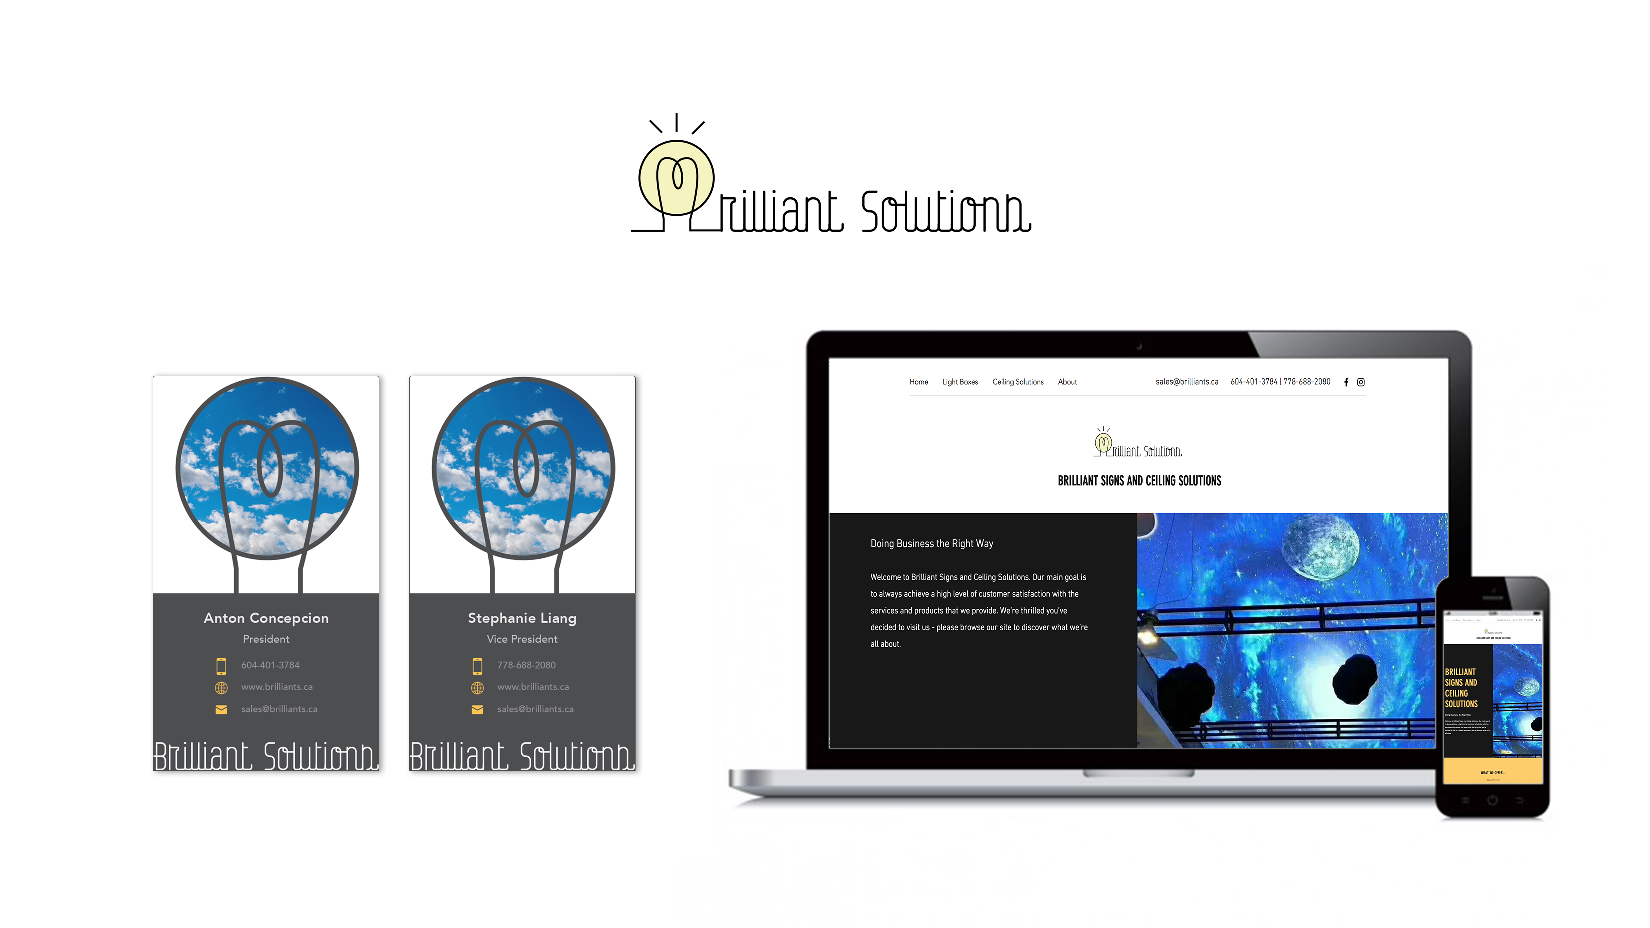 Brilliant Solutions
Anton Concepcion
President
604-401-3784
www.brilliants.ca
sales@brilliants.ca
Brilliant Solutions
Stephanie Liang
Vice President
778-688-2080
www.brilliants.ca
sales@brilliants.ca
Brilliant Solutions
Home Light Boxes Ceiling Solutions About sales@brilliants.ca 604-401-3784 | 778-688-2080
Brilliant Solutions
BRILLIANT SIGNS AND CEILING SOLUTIONS
Doing Business the Right Way
Welcome to Brilliant Signs and Ceiling Solutions. Our main goal is
to always achieve a high level of customer satisfaction with the
services and products that we provide. We're thrilled you've
decided to visit us - please browse our site to discover what we're
all about.
BRILLIANT
SIGNS AND
CEILING
SOLUTIONS